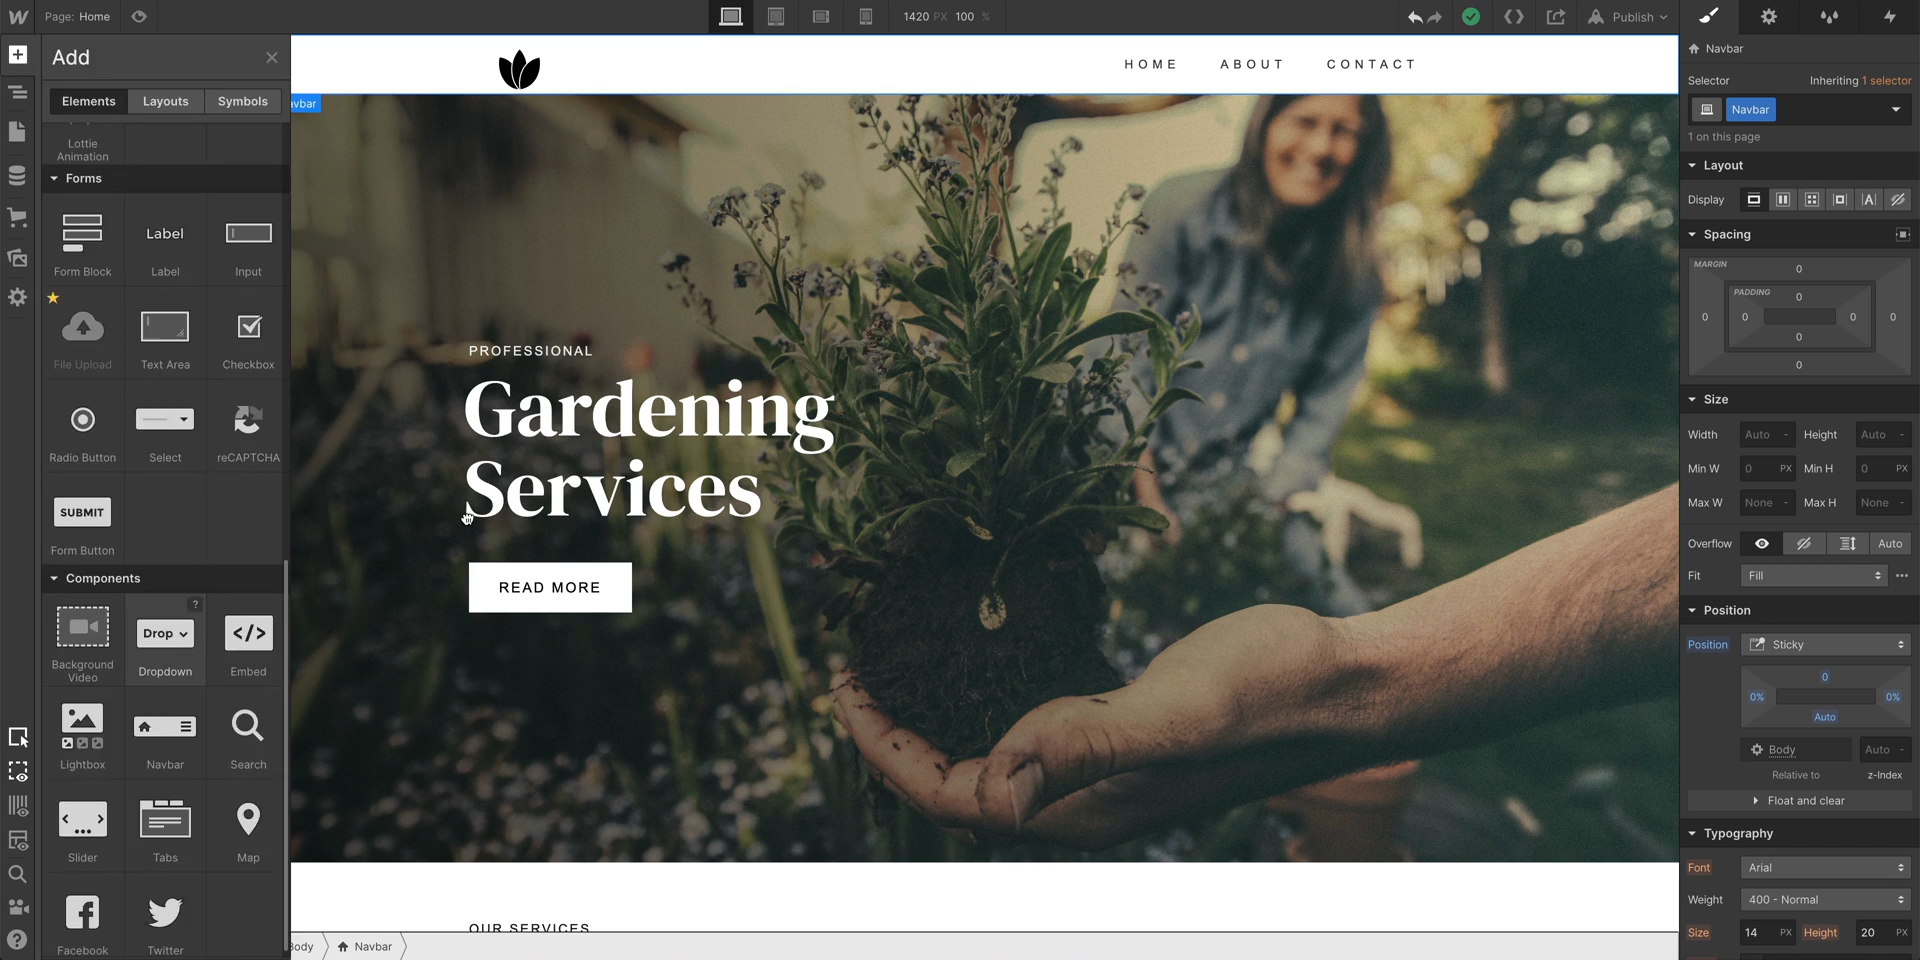 Page: Home
1420 PX 100 %
Publish
Add
Elements Layouts Symbols
Lottie
Animation
Forms
Label
Form Block Label Input
File Upload Text Area Checkbox
Radio Button Select reCAPTCHA
SUBMIT
Form Button
Components
?
Drop
</>
Background
Video
Dropdown Embed
Lightbox Navbar Search
Slider Tabs Map
Facebook Twitter
HOME ABOUT CONTACT
avbar
PROFESSIONAL
Gardening
Services
READ MORE
OUR SERVICES
Body Navbar
Navbar
Selector Inheriting 1 selector
Navbar
1 on this page
Layout
Display
Spacing
MARGIN
0
PADDING
0
0 0 0 0
0
0
Size
Width Auto - Height Auto -
Min W 0 PX Min H 0 PX
Max W None - Max H None -
Overflow Auto
Fit Fill
Position
Position Sticky
0
0% 0%
Auto
Body Auto -
Relative to z-Index
Float and clear
Typography
Font Arial
Weight 400 - Normal
Size 14 PX Height 20 PX